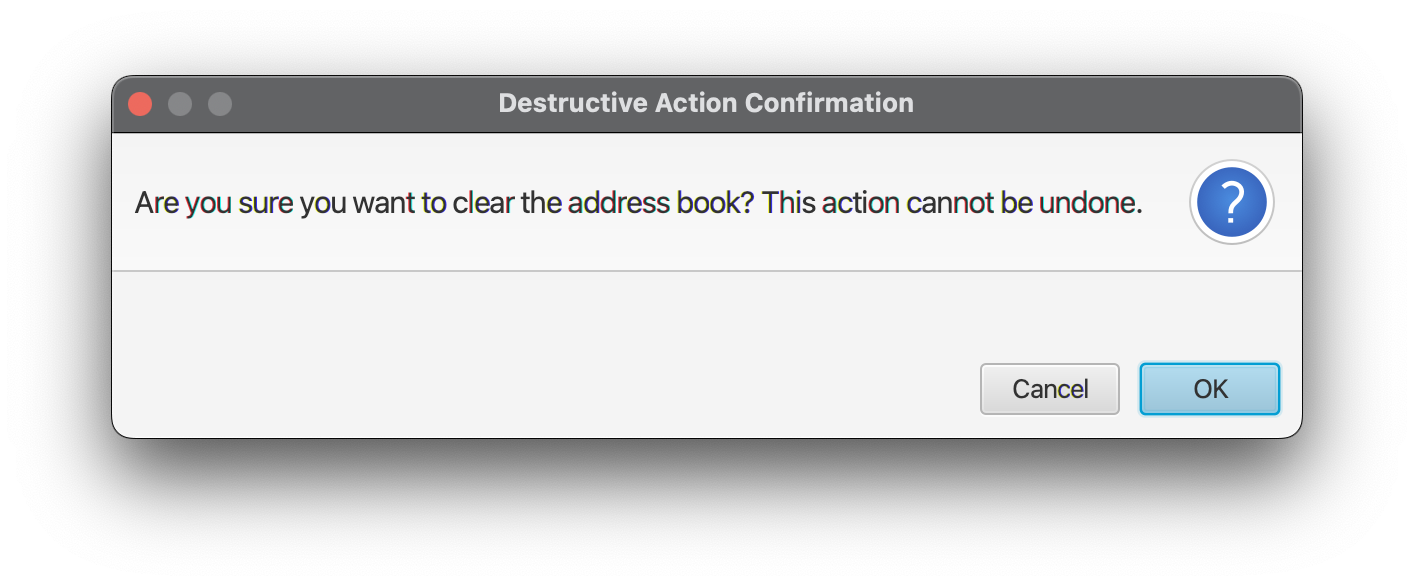 Destructive Action Confirmation
Are you sure you want to clear the address book? This action cannot be undone.
?
Cancel
OK